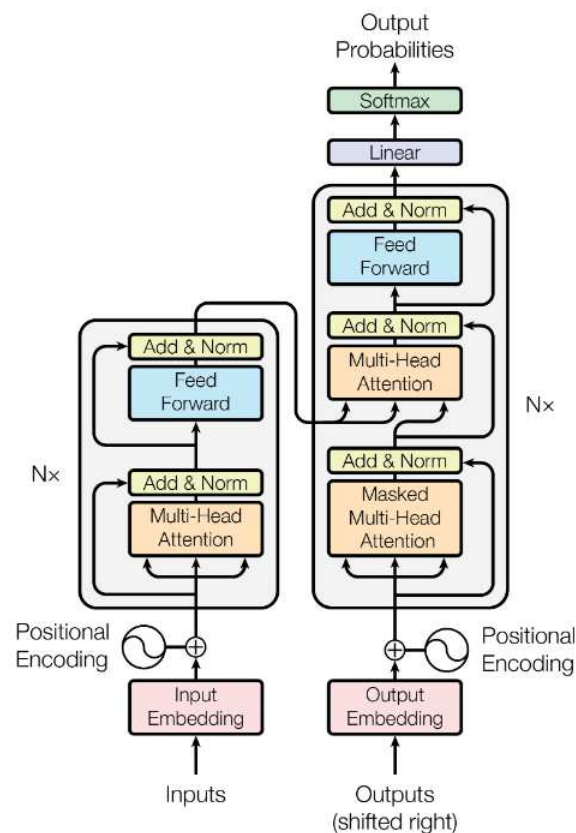 Output
Probabilities
Softmax
Linear
Add & Norm
Feed
Forward
Add & Norm
Multi-Head
Attention
Nx
Add & Norm
Masked
Multi-Head
Attention
Positional
Encoding
Output
Embedding
Outputs
(shifted right)
Add & Norm
Feed
Forward
Nx
Add & Norm
Multi-Head
Attention
Positional
Encoding
Input
Embedding
Inputs